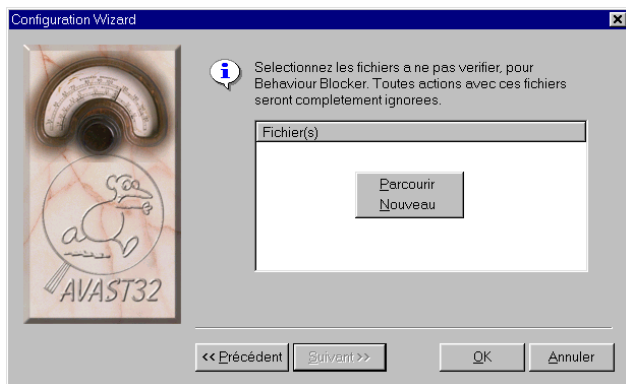 Configuration Wizard
Selectionnez les fichiers a ne pas verifier, pour
Behaviour Blocker. Toutes actions avec ces fichiers
seront completement ignorees.
Fichier(s)
Parcourir
Nouveau
AVAST32
<< Précédent
Suivant >>
OK
Annuler